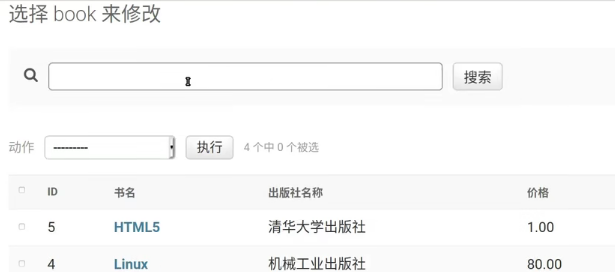 选择 book 来修改
搜索
动作 --------- 执行 4 个中 0 个被选
ID 书名 出版社名称 价格
5 HTML5 清华大学出版社 1.00
4 Linux 机械工业出版社 80.00